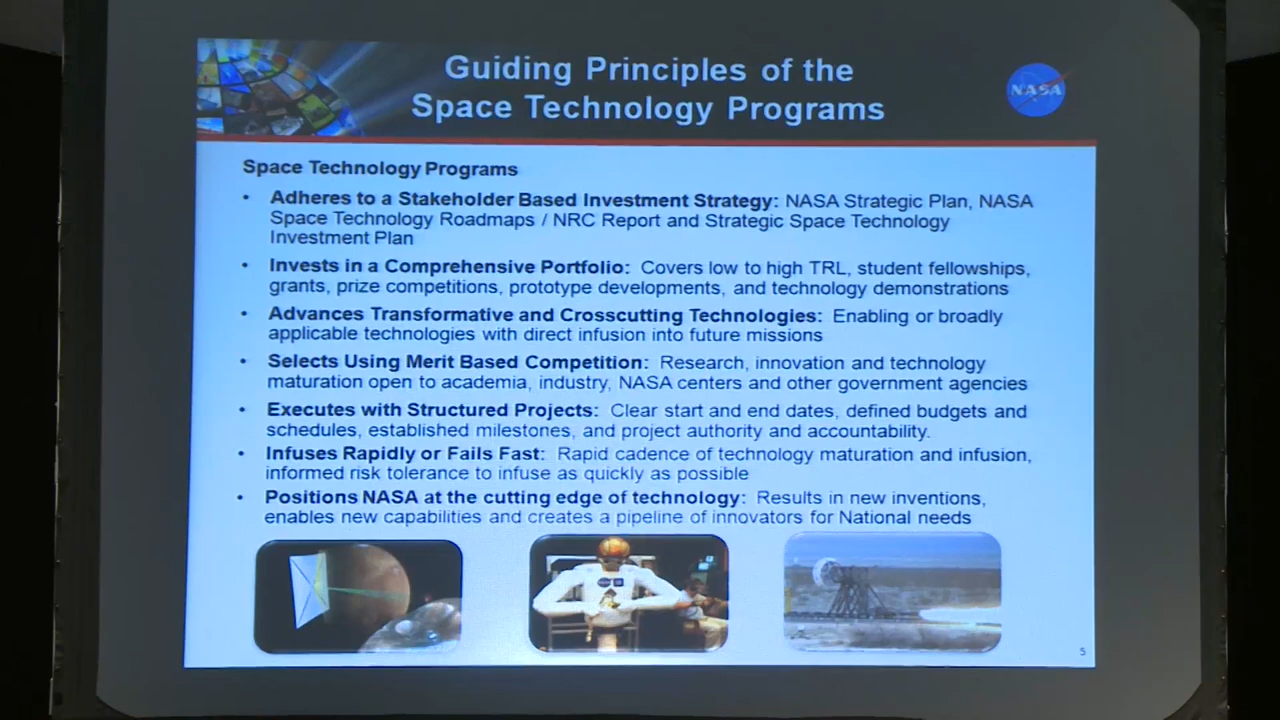 Guiding Principles of the
Space Technology Programs
NASA
Space Technology Programs
• Adheres to a Stakeholder Based Investment Strategy: NASA Strategic Plan, NASA
Space Technology Roadmaps / NRC Report and Strategic Space Technology
Investment Plan
• Invests in a Comprehensive Portfolio: Covers low to high TRL, student fellowships,
grants, prize competitions, prototype developments, and technology demonstrations
• Advances Transformative and Crosscutting Technologies: Enabling or broadly
applicable technologies with direct infusion into future missions
• Selects Using Merit Based Competition: Research, innovation and technology
maturation open to academia, industry, NASA centers and other government agencies
• Executes with Structured Projects: Clear start and end dates, defined budgets and
schedules, established milestones, and project authority and accountability.
• Infuses Rapidly or Fails Fast: Rapid cadence of technology maturation and infusion,
informed risk tolerance to infuse as quickly as possible
• Positions NASA at the cutting edge of technology: Results in new inventions,
enables new capabilities and creates a pipeline of innovators for National needs
5